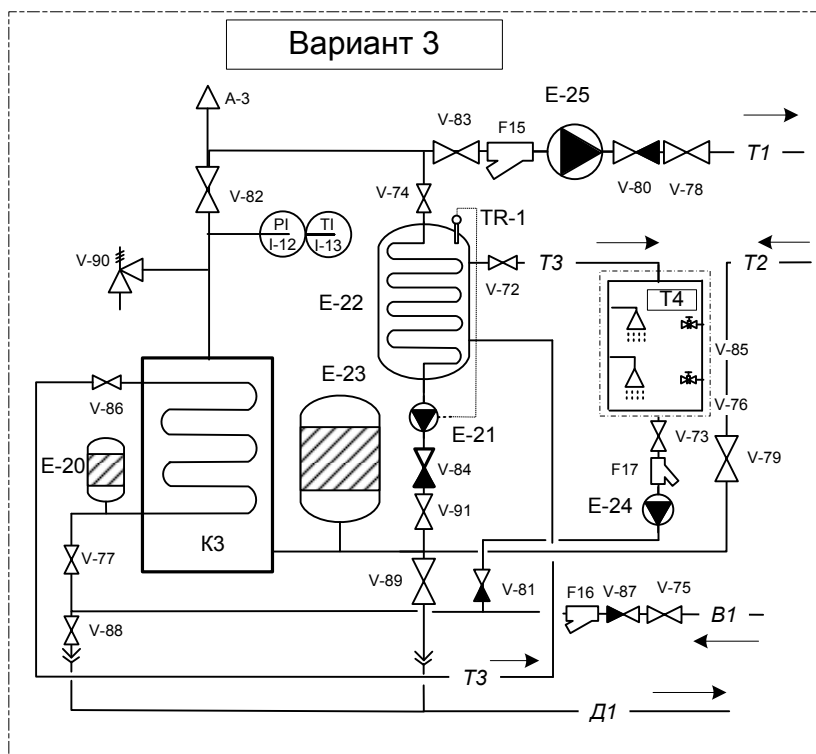 Вариант 3
A-3
E-25
V-83
F15
V-82
V-74
V-80
V-78
T1
TR-1
PI
I-12
TI
I-13
V-90
V-72
T3
T2
E-22
T4
V-85
E-23
V-86
V-76
E-21
V-73
V-79
E-20
V-84
F17
V-91
E-24
К3
V-77
V-89
V-81
F16
V-87
V-75
B1
V-88
T3
Д1